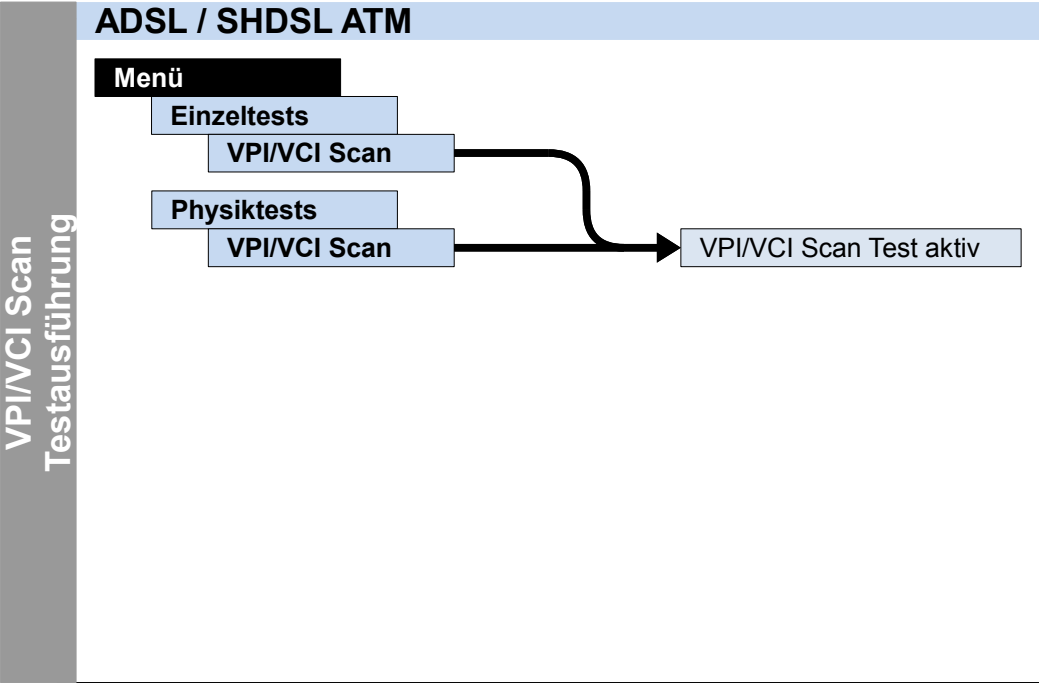 ADSL / SHDSL ATM
Menü
Einzeltests
VPI/VCI Scan
Physiktests
VPI/VCI Scan
VPI/VCI Scan Test aktiv
VPI/VCI Scan
Testausführung